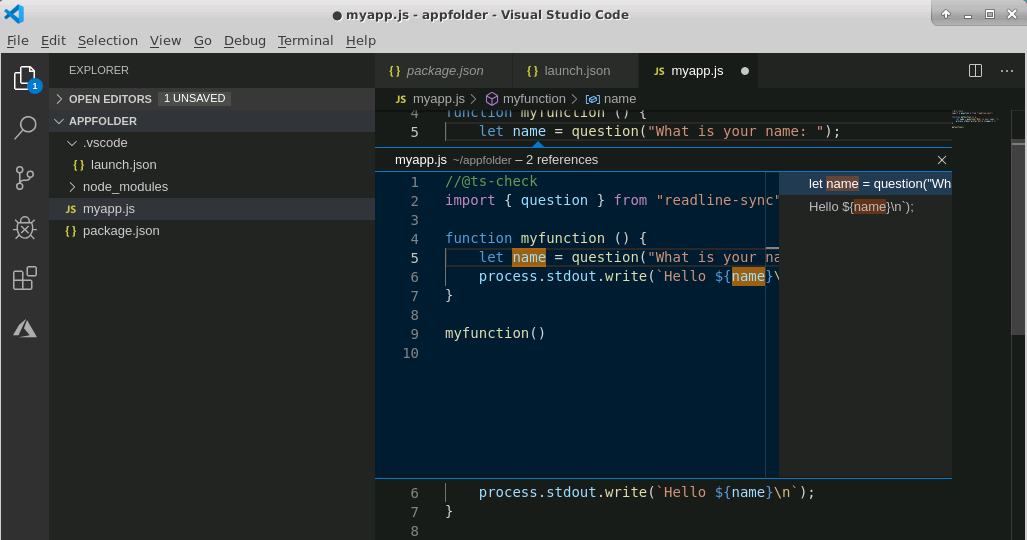 ● myapp.js - appfolder - Visual Studio Code
File Edit Selection View Go Debug Terminal Help
1
EXPLORER
OPEN EDITORS 1 UNSAVED
APPFOLDER
.vscode
{} launch.json
node_modules
JS myapp.js
{} package.json
{} package.json
{} launch.json
JS myapp.js ●
JS myapp.js > myfunction > name
4 function myfunction () {
5 let name = question("What is your name: ");
myapp.js ~/appfolder – 2 references
1 //@ts-check
2 import { question } from "readline-sync"
3
4 function myfunction () {
5 let name = question("What is your na
6 process.stdout.write(`Hello ${name}\
7 }
8
9 myfunction()
10
let name = question("Wh
Hello ${name}\n`);
6 process.stdout.write(`Hello ${name}\n`);
7 }
8